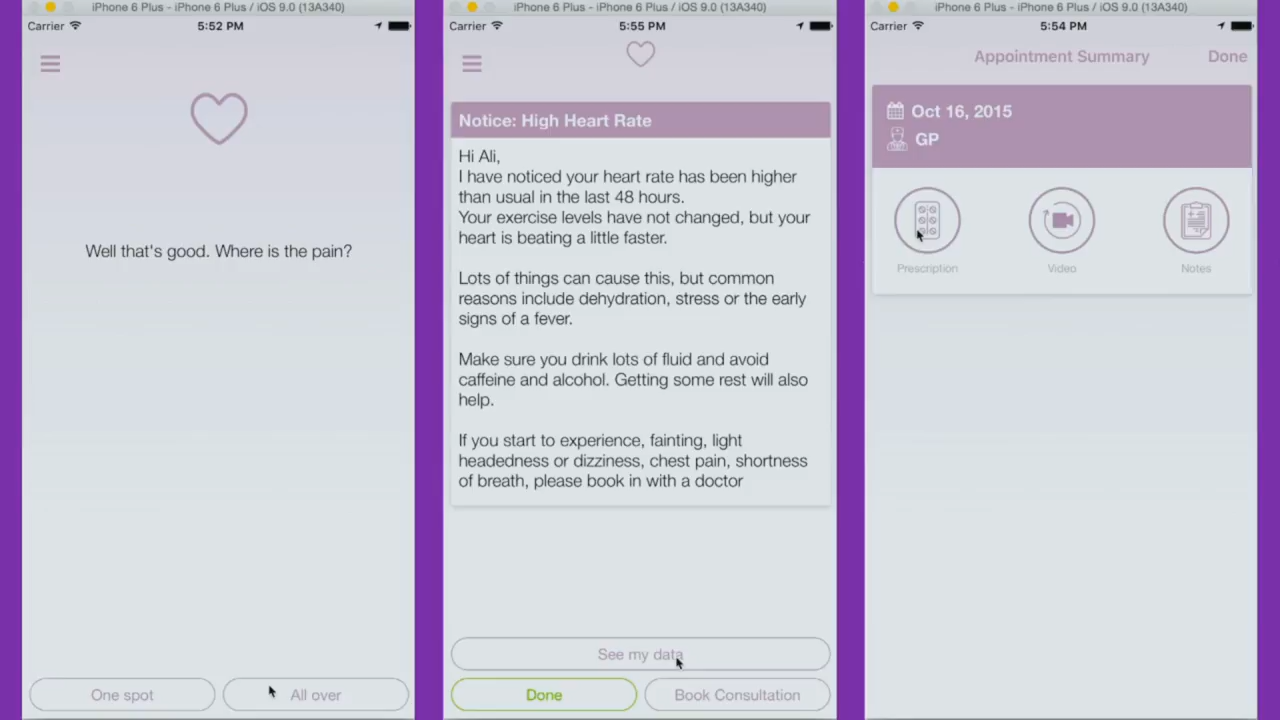 iPhone 6 Plus - iPhone 6 Plus / iOS 9.0 (13A340)
Carrier
5:52 PM
Well that's good. Where is the pain?
One spot
All over
iPhone 6 Plus - iPhone 6 Plus / iOS 9.0 (13A340)
Carrier
5:55 PM
Notice: High Heart Rate
Hi Ali,
I have noticed your heart rate has been higher
than usual in the last 48 hours.
Your exercise levels have not changed, but your
heart is beating a little faster.
Lots of things can cause this, but common
reasons include dehydration, stress or the early
signs of a fever.
Make sure you drink lots of fluid and avoid
caffeine and alcohol. Getting some rest will also
help.
If you start to experience, fainting, light
headedness or dizziness, chest pain, shortness
of breath, please book in with a doctor
See my data
Done
Book Consultation
iPhone 6 Plus - iPhone 6 Plus / iOS 9.0 (13A340)
Carrier
5:54 PM
Appointment Summary
Done
Oct 16, 2015
GP
Prescription
Video
Notes